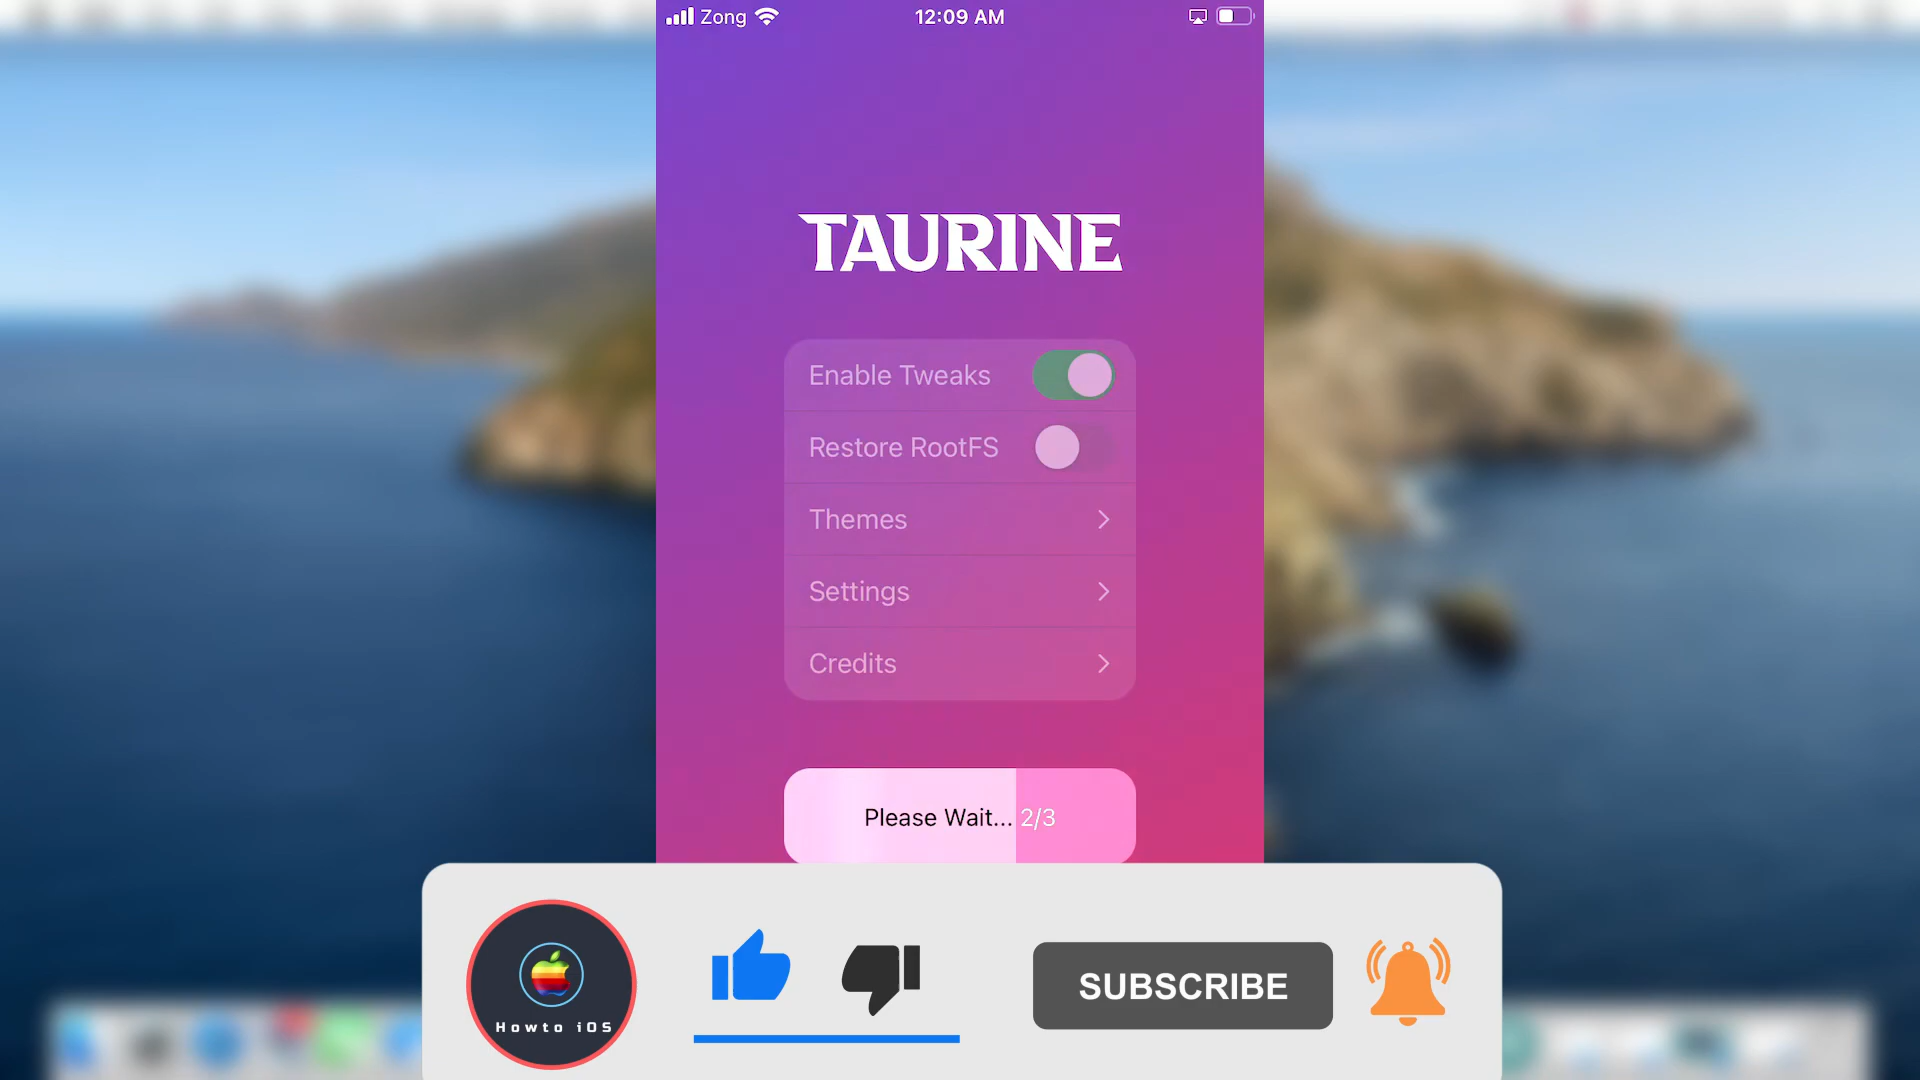 Zong
12:09 AM
TAURINE
Enable Tweaks
Restore RootFS
Themes
Settings
Credits
Please Wait... 2/3
Howto iOS
SUBSCRIBE